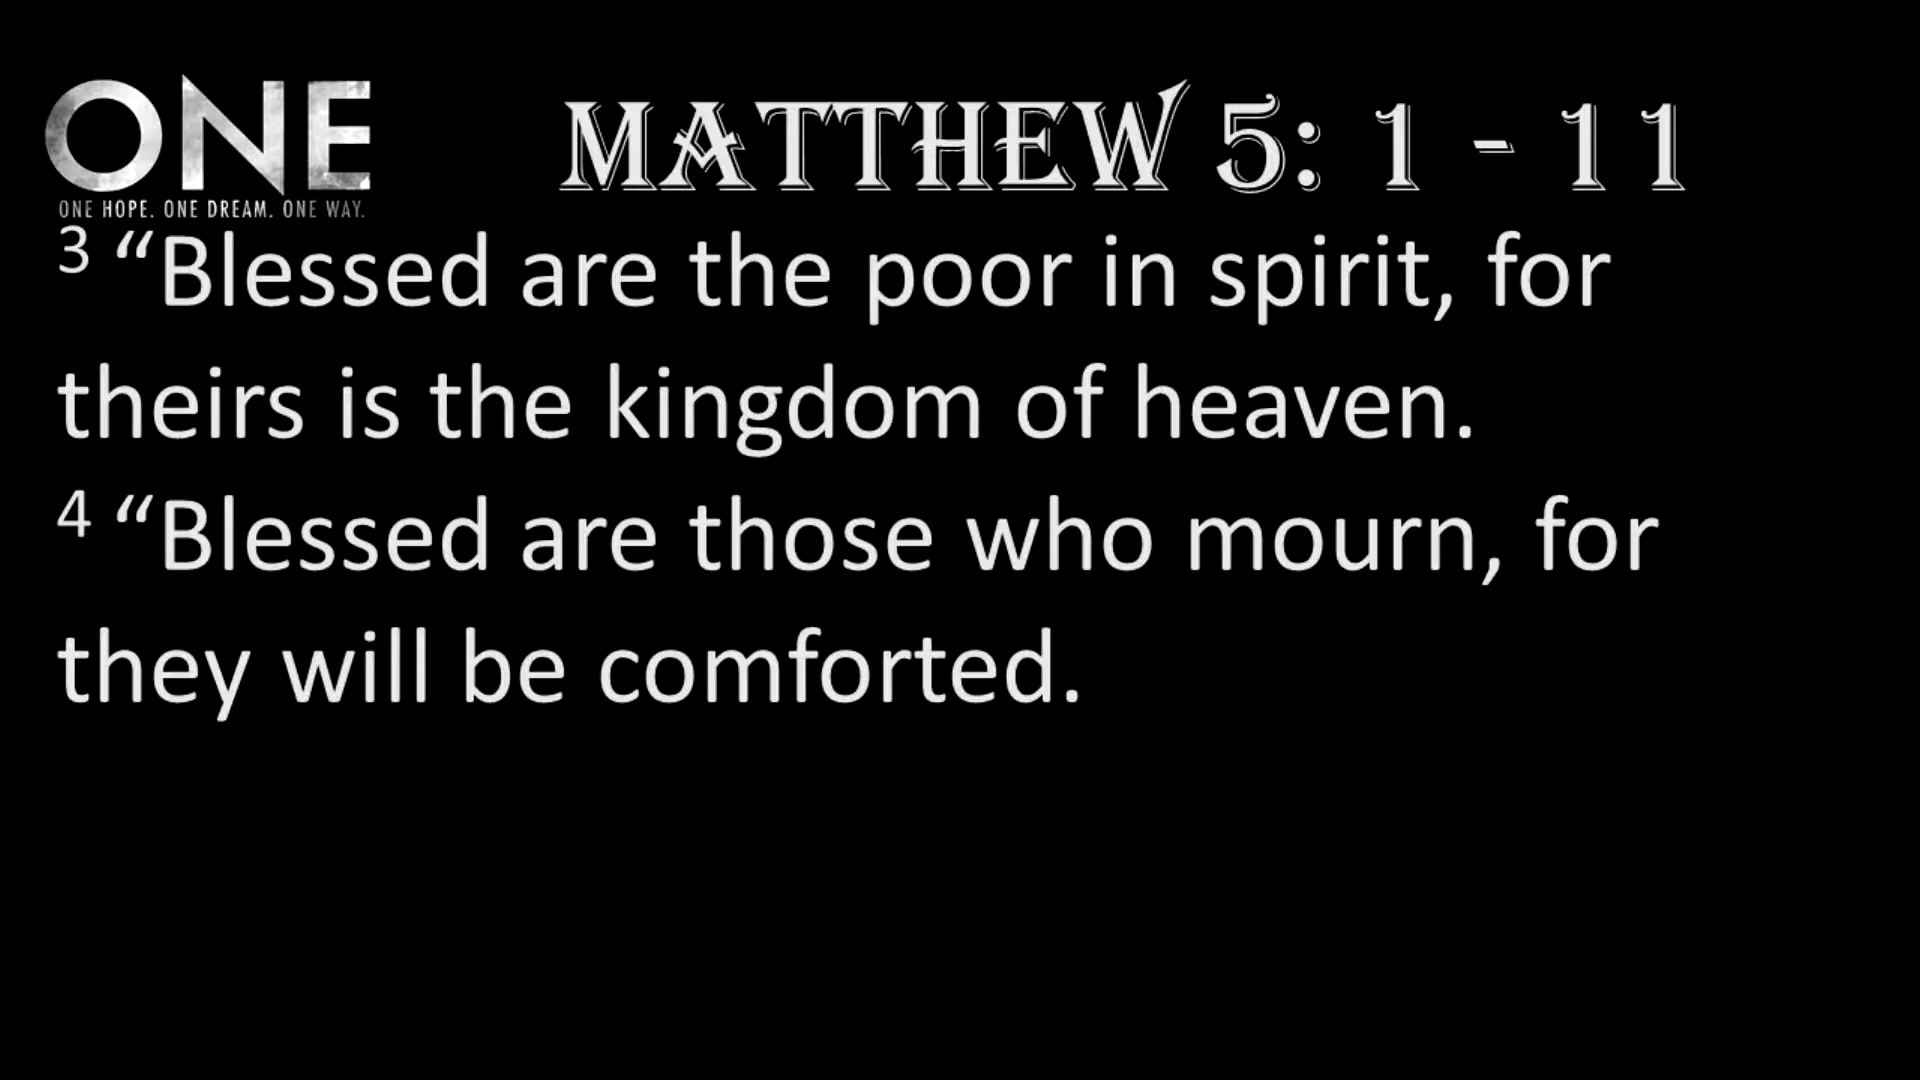 ONE
ONE HOPE. ONE DREAM. ONE WAY.
MATTHEW 5: 1 - 11
3 “Blessed are the poor in spirit, for
theirs is the kingdom of heaven.
4 “Blessed are those who mourn, for
they will be comforted.